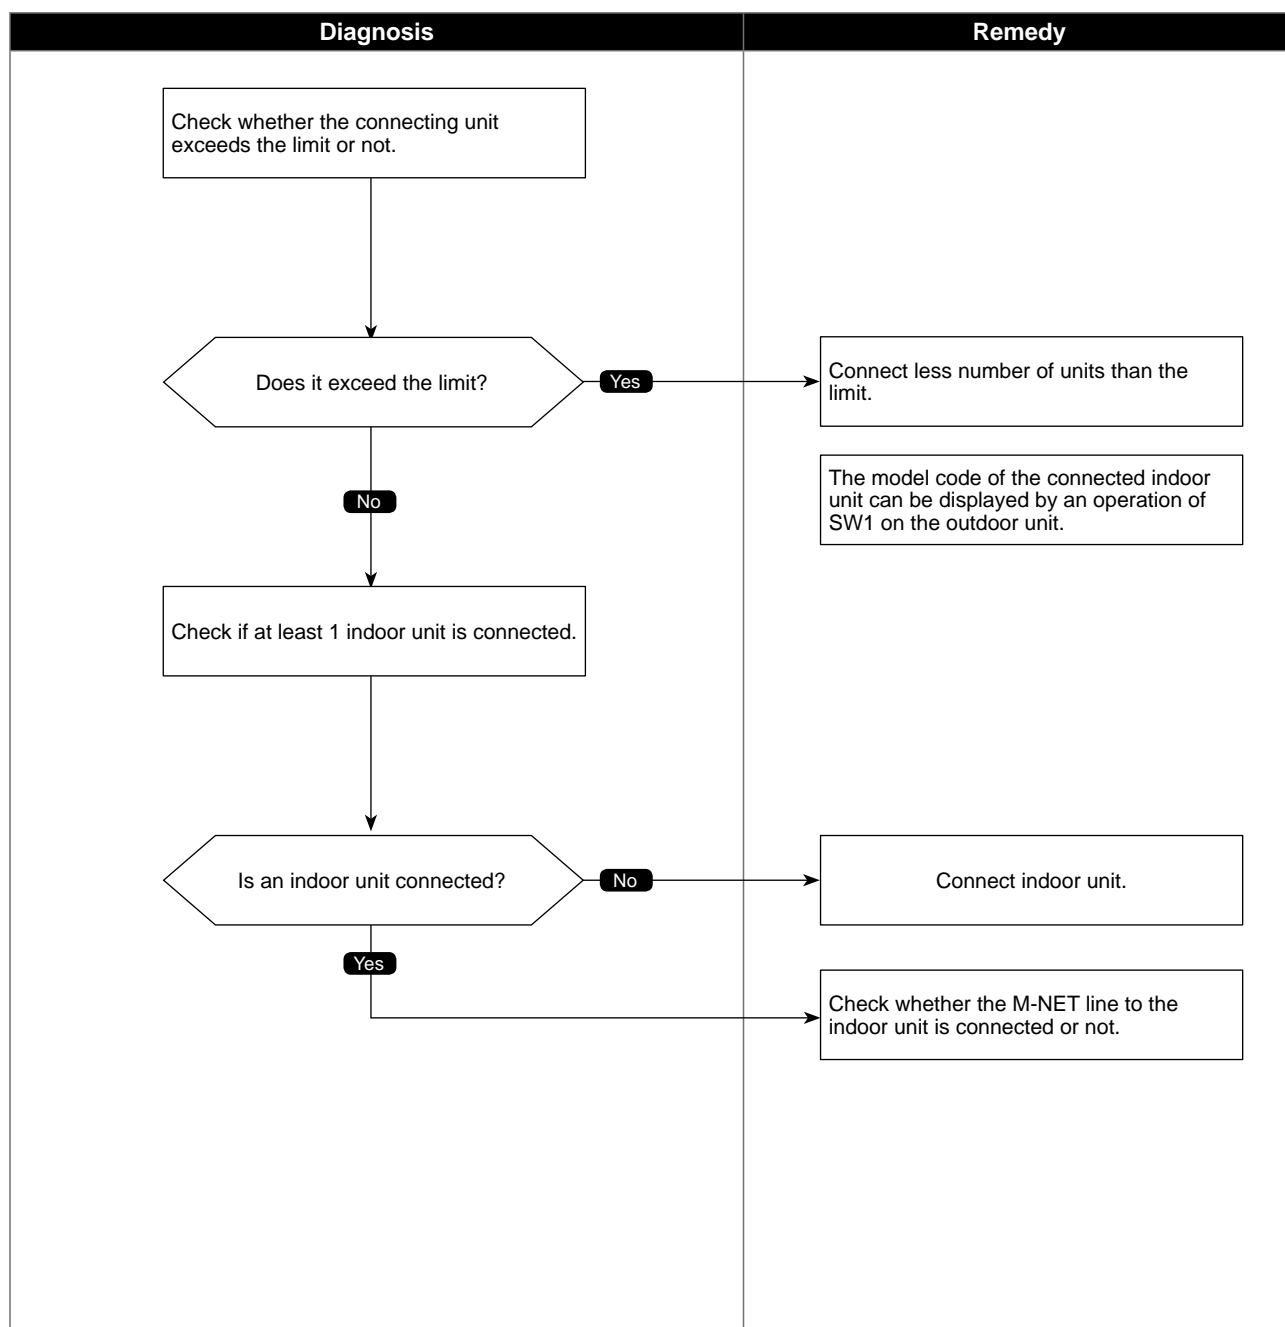 Diagnosis
Remedy
Check whether the connecting unit
exceeds the limit or not.
Does it exceed the limit?
Yes
Connect less number of units than the
limit.
The model code of the connected indoor
unit can be displayed by an operation of
SW1 on the outdoor unit.
No
Check if at least 1 indoor unit is connected.
Is an indoor unit connected?
No
Connect indoor unit.
Yes
Check whether the M-NET line to the
indoor unit is connected or not.